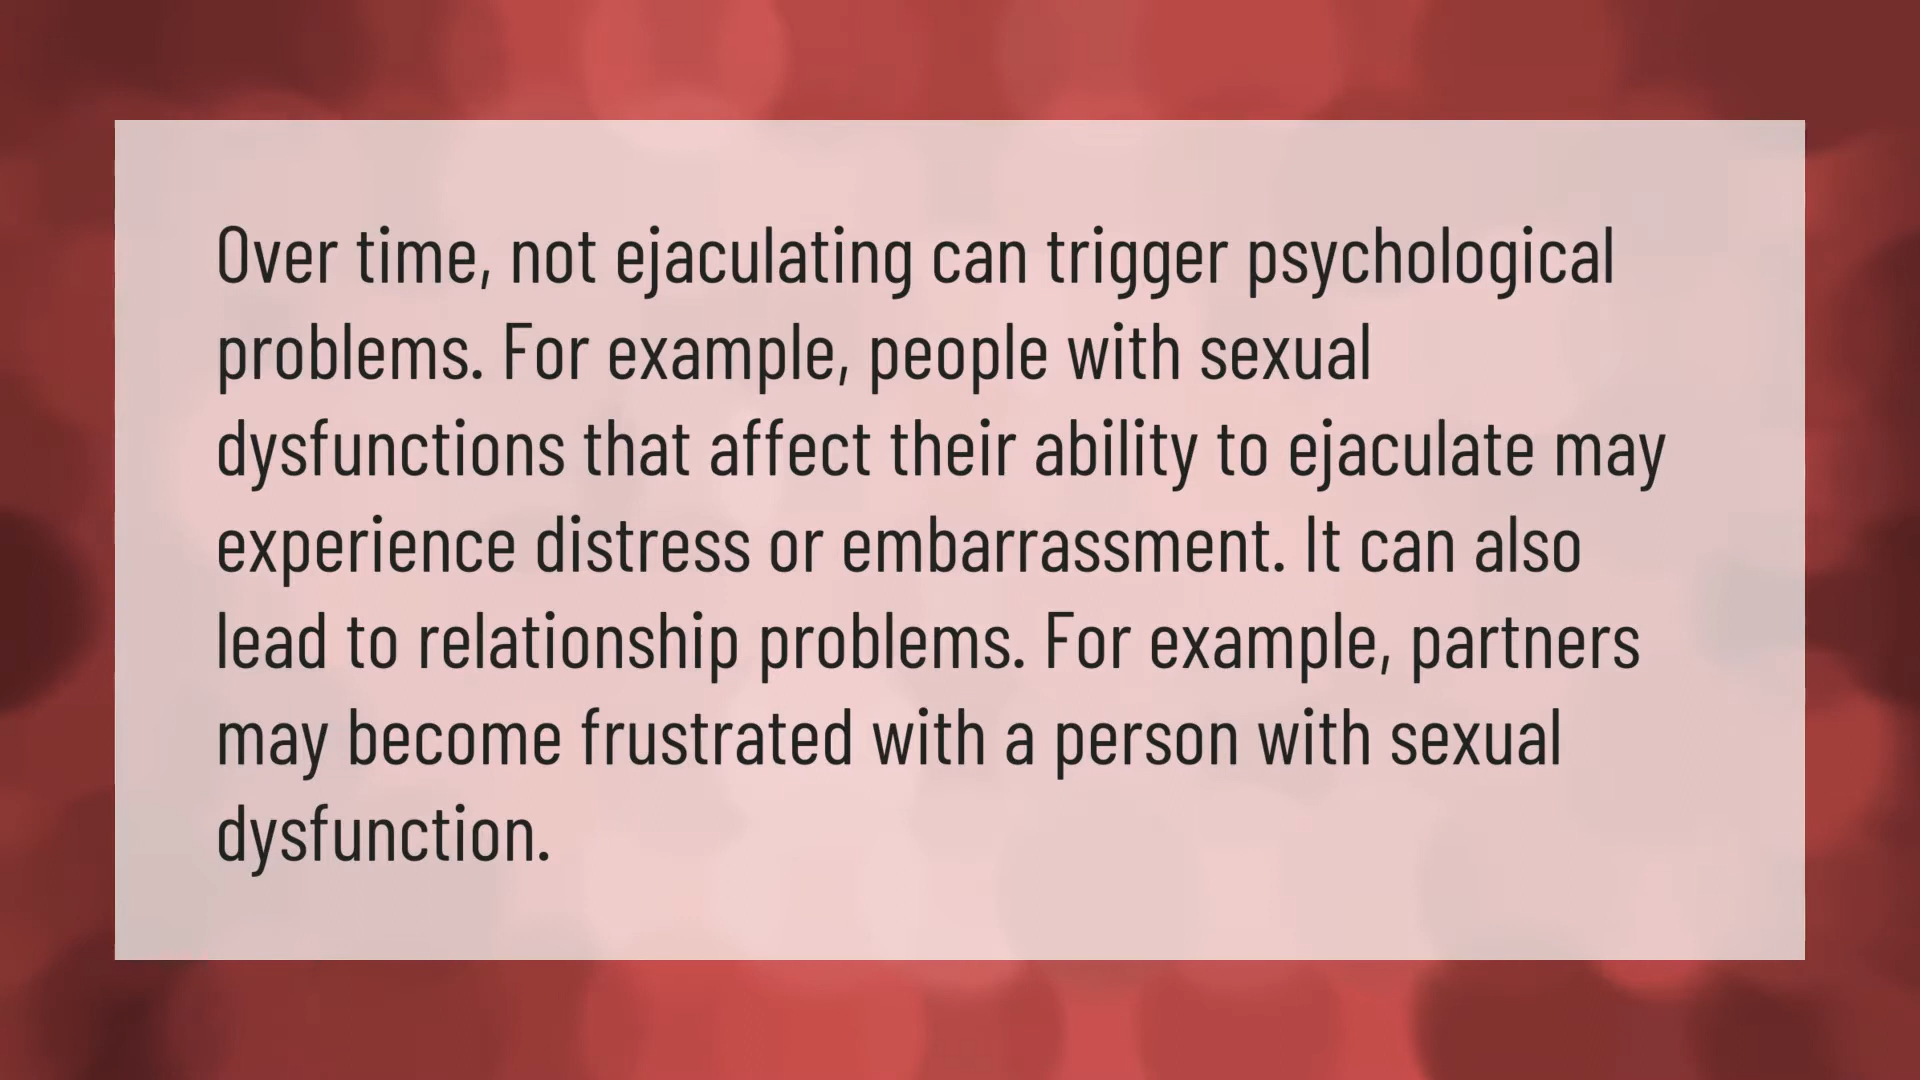 Over time, not ejaculating can trigger psychological
problems. For example, people with sexual
dysfunctions that affect their ability to ejaculate may
experience distress or embarrassment. It can also
lead to relationship problems. For example, partners
may become frustrated with a person with sexual
dysfunction.